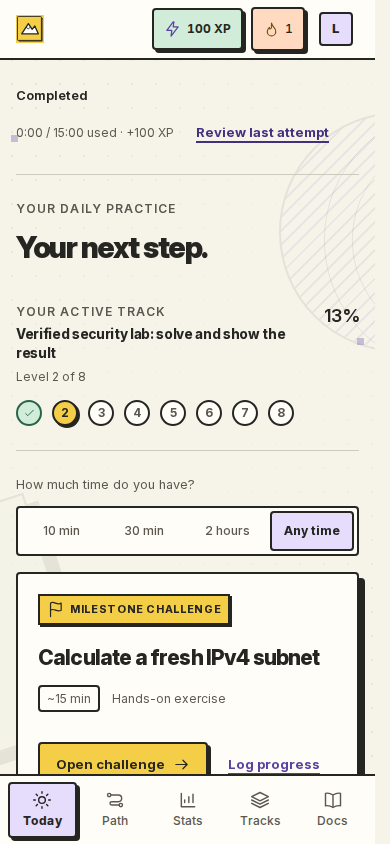 100 XP
1
L
Completed
0:00 / 15:00 used · +100 XP
Review last attempt
YOUR DAILY PRACTICE
Your next step.
YOUR ACTIVE TRACK
13%
Verified security lab: solve and show the
result
Level 2 of 8
2
3
4
5
6
7
8
How much time do you have?
10 min
30 min
2 hours
Any time
MILESTONE CHALLENGE
Calculate a fresh IPv4 subnet
~15 min
Hands-on exercise
Open challenge
Log progress
Today
Path
Stats
Tracks
Docs